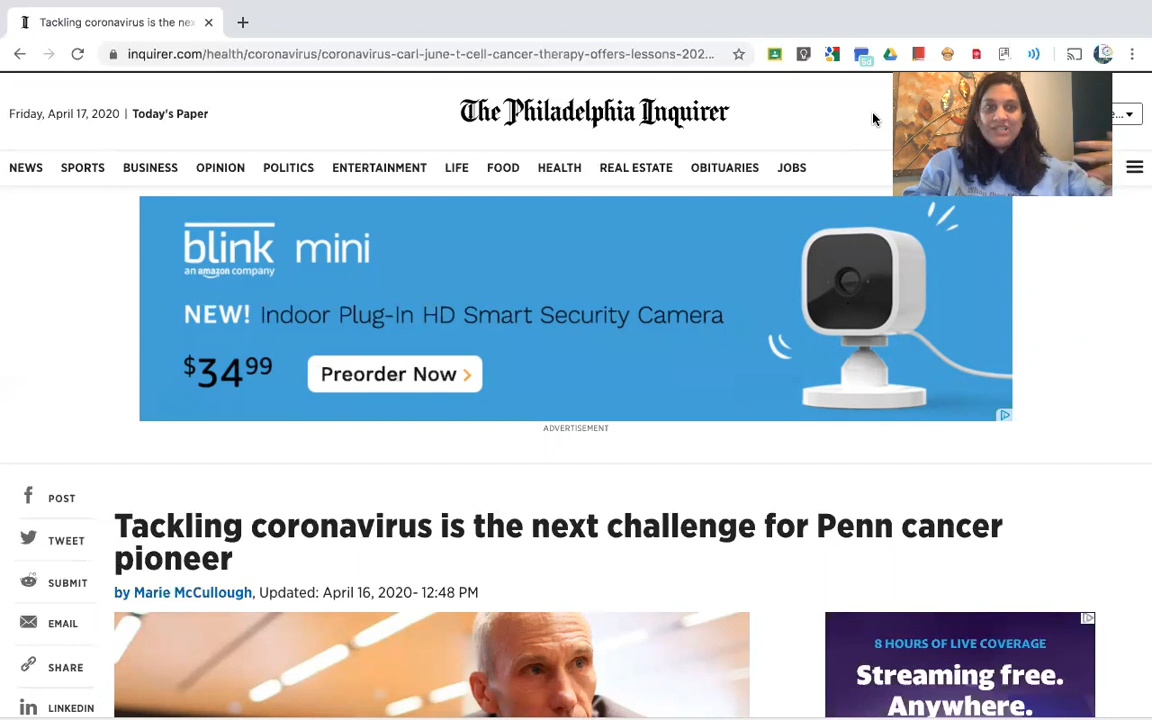 Tackling coronavirus is the nex
inquirer.com/health/coronavirus/coronavirus-carl-june-t-cell-cancer-therapy-offers-lessons-202...
5d
Friday, April 17, 2020 | Today's Paper
The Philadelphia Inquirer
NEWS SPORTS BUSINESS OPINION POLITICS ENTERTAINMENT LIFE FOOD HEALTH REAL ESTATE OBITUARIES JOBS
blink mini
an amazon company
NEW! Indoor Plug-In HD Smart Security Camera
$34 99
Preorder Now >
ADVERTISEMENT
POST
TWEET
SUBMIT
EMAIL
SHARE
LINKEDIN
Tackling coronavirus is the next challenge for Penn cancer
pioneer
by Marie McCullough, Updated: April 16, 2020- 12:48 PM
8 HOURS OF LIVE COVERAGE
Streaming free.
Anywhere.